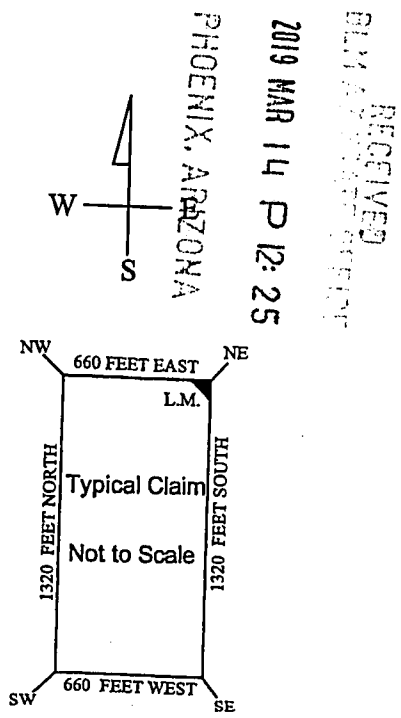 RECEIVED
BLM
2019 MAR 14 P 12: 25
PHOENIX, ARIZONA
W
E
S
NW
660 FEET EAST
NE
L.M.
1320 FEET NORTH
Typical Claim
Not to Scale
1320 FEET SOUTH
SW
660 FEET WEST
SE